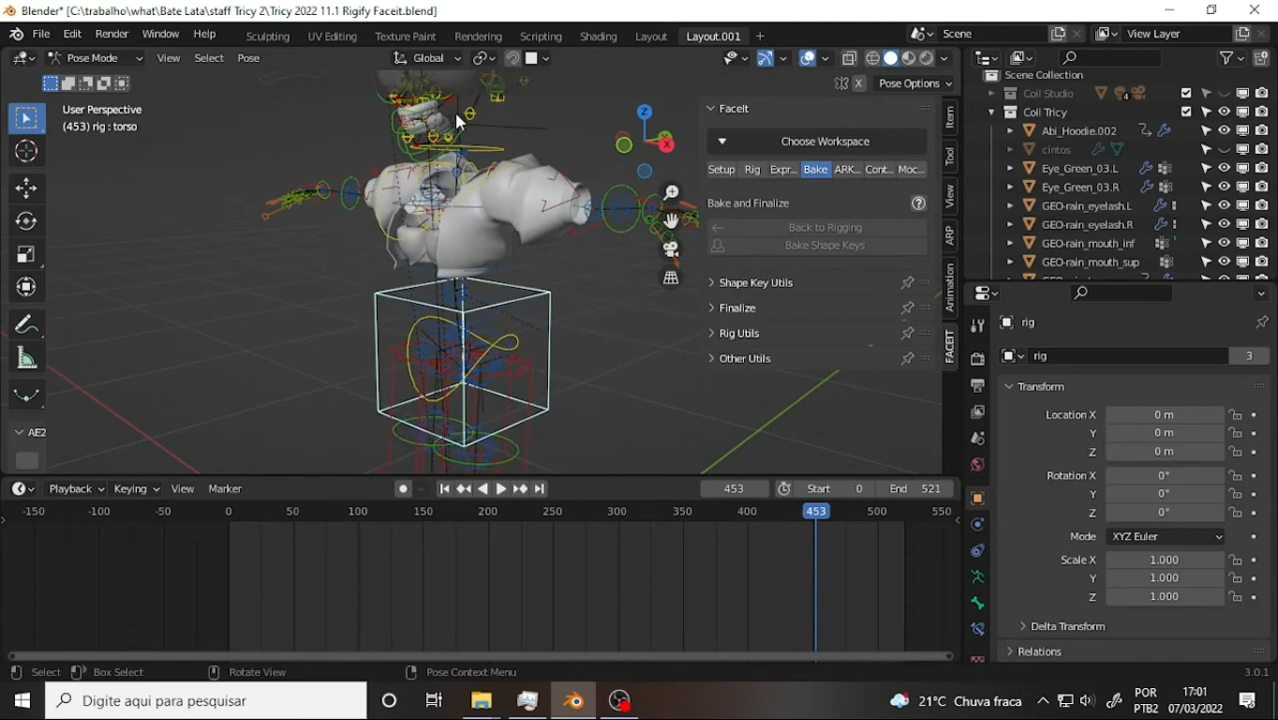 Blender* [C:\trabalho\what\Bate Lata\staff Tricy 2\Tricy 2022 11.1 Rigify Faceit.blend]
File Edit Render Window Help Sculpting UV Editing Texture Paint Rendering Scripting Shading Layout Layout.001 + Scene View Layer
Pose Mode View Select Pose Global
X Pose Options
User Perspective
(453) rig : torso
Z
X
FaceIt
Choose Workspace
Setup Rig Expr... Bake ARK... Cont... Moc...
Bake and Finalize
Back to Rigging
Bake Shape Keys
Shape Key Utils
Finalize
Rig Utils
Other Utils
Item
Tool
View
ARP
Animation
FACEIT
AE2
Scene Collection
Coll Studio 4
Coll Tricy
Abi_Hoodie.002
cintos
Eye_Green_03.L
Eye_Green_03.R
GEO-rain_eyelash.L
GEO-rain_eyelash.R
GEO-rain_mouth_inf
GEO-rain_mouth_sup
rig
rig 3
Transform
Location X 0 m
Y 0 m
Z 0 m
Rotation X 0°
Y 0°
Z 0°
Mode XYZ Euler
Scale X 1.000
Y 1.000
Z 1.000
Delta Transform
Relations
Playback Keying View Marker 453 Start 0 End 521
-150 -100 -50 0 50 100 150 200 250 300 350 400 453 500 550
Select Box Select Rotate View Pose Context Menu 3.0.1
Digite aqui para pesquisar
21°C Chuva fraca
POR
PTB2
17:01
07/03/2022